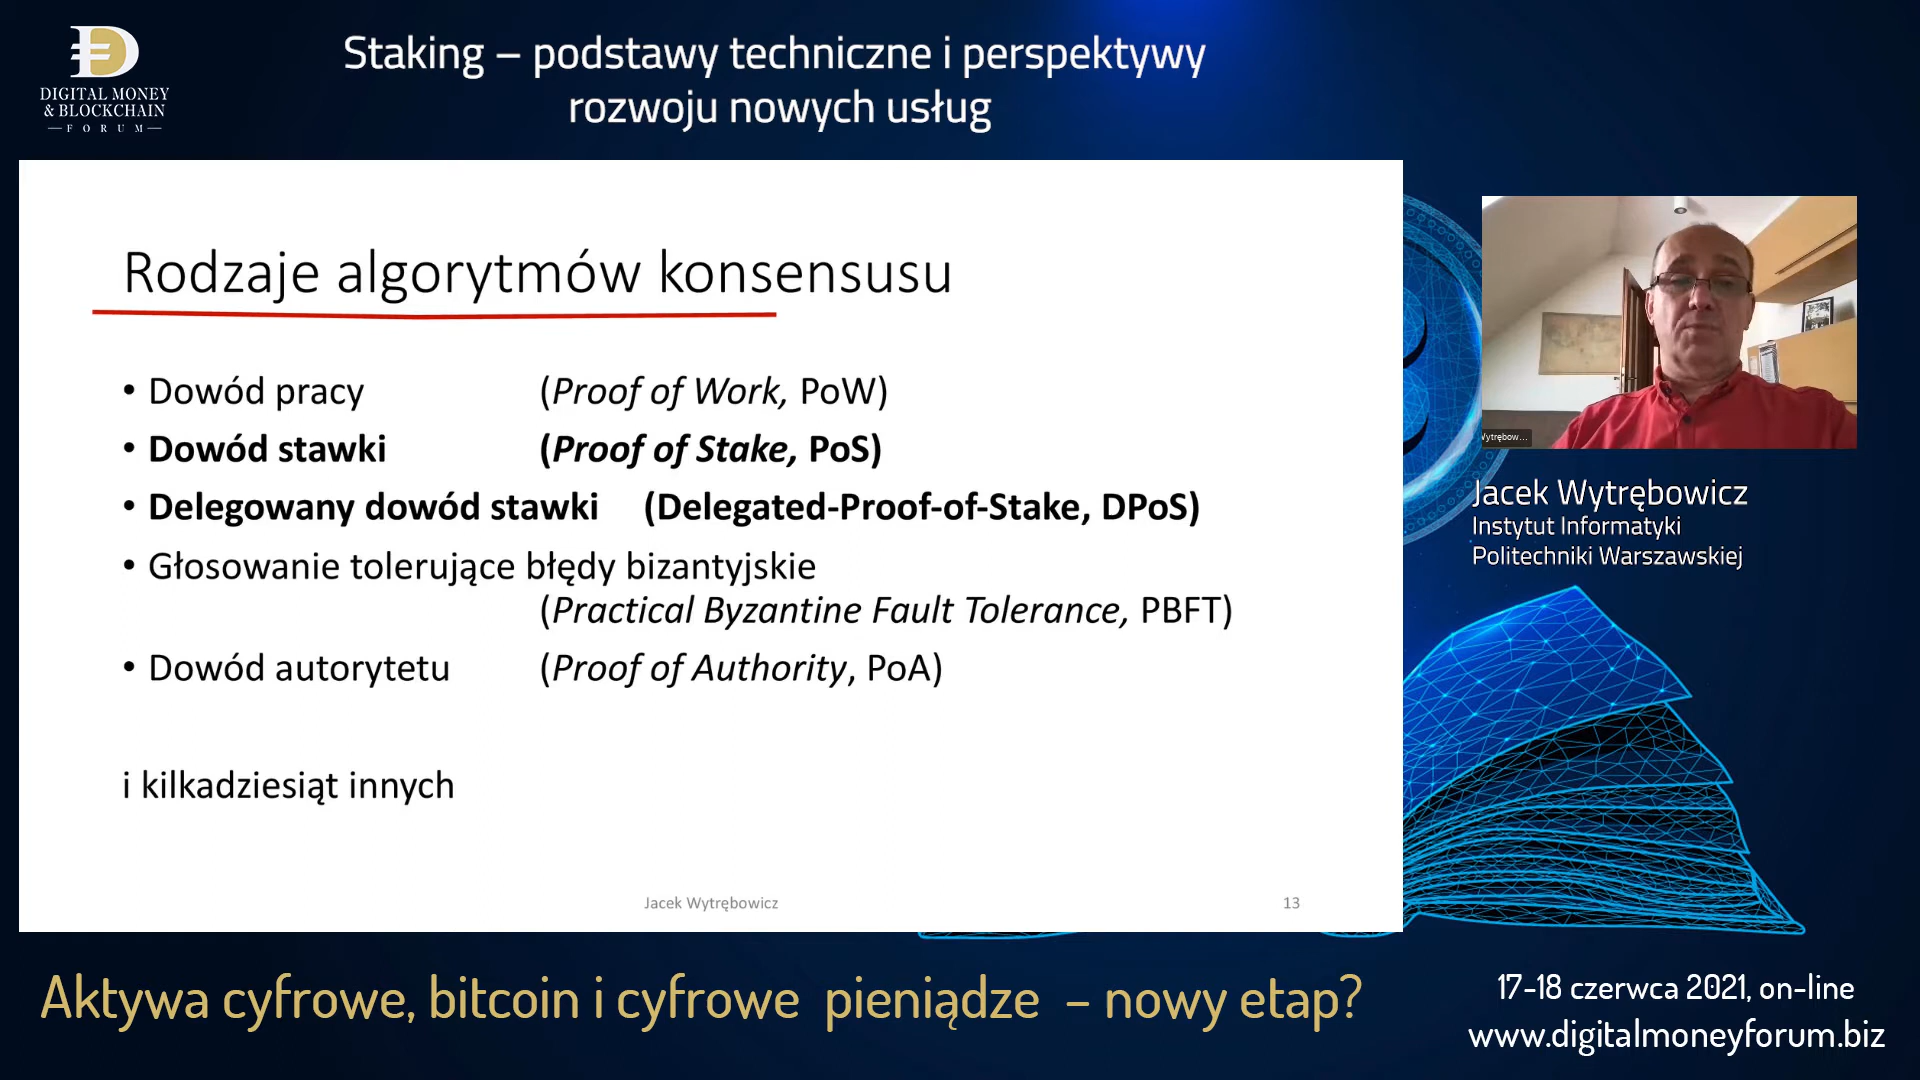 DIGITAL MONEY
& BLOCKCHAIN
FORUM
Staking – podstawy techniczne i perspektywy
rozwoju nowych usług
Rodzaje algorytmów konsensusu
• Dowód pracy (Proof of Work, PoW)
• Dowód stawki (Proof of Stake, PoS)
• Delegowany dowód stawki (Delegated-Proof-of-Stake, DPoS)
• Głosowanie tolerujące błędy bizantyjskie
(Practical Byzantine Fault Tolerance, PBFT)
• Dowód autorytetu (Proof of Authority, PoA)
i kilkadziesiąt innych
Jacek Wytrębowicz 13
Jacek Wytrębowicz
Instytut Informatyki
Politechniki Warszawskiej
Aktywa cyfrowe, bitcoin i cyfrowe pieniądze – nowy etap?
17-18 czerwca 2021, on-line
www.digitalmoneyforum.biz